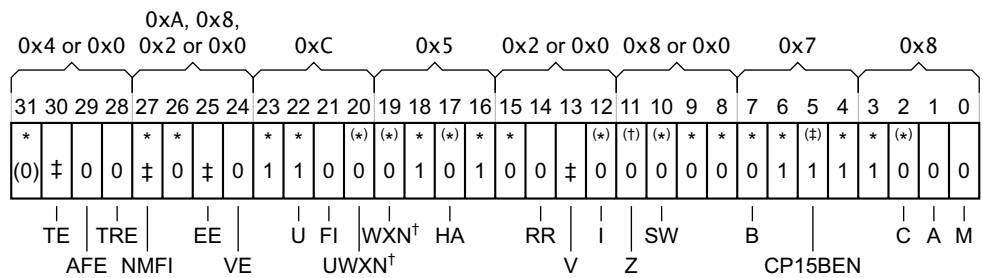 0xA, 0x8,
0x4 or 0x0 0x2 or 0x0 0xC 0x5 0x2 or 0x0 0x8 or 0x0 0x7 0x8
31 30 29 28 27 26 25 24 23 22 21 20 19 18 17 16 15 14 13 12 11 10 9 8 7 6 5 4 3 2 1 0
* * * * * (*) (*) * (*) * * (*) (†) (*) * * * * (‡) * * (*)
(0) ‡ 0 0 ‡ 0 ‡ 0 1 1 0 0 0 1 0 1 0 0 ‡ 0 0 0 0 0 0 1 1 1 1 0 0 0
TE TRE EE U FI WXN† HA RR I SW B C A M
AFE NMFI VE UWXN† V Z CP15BEN